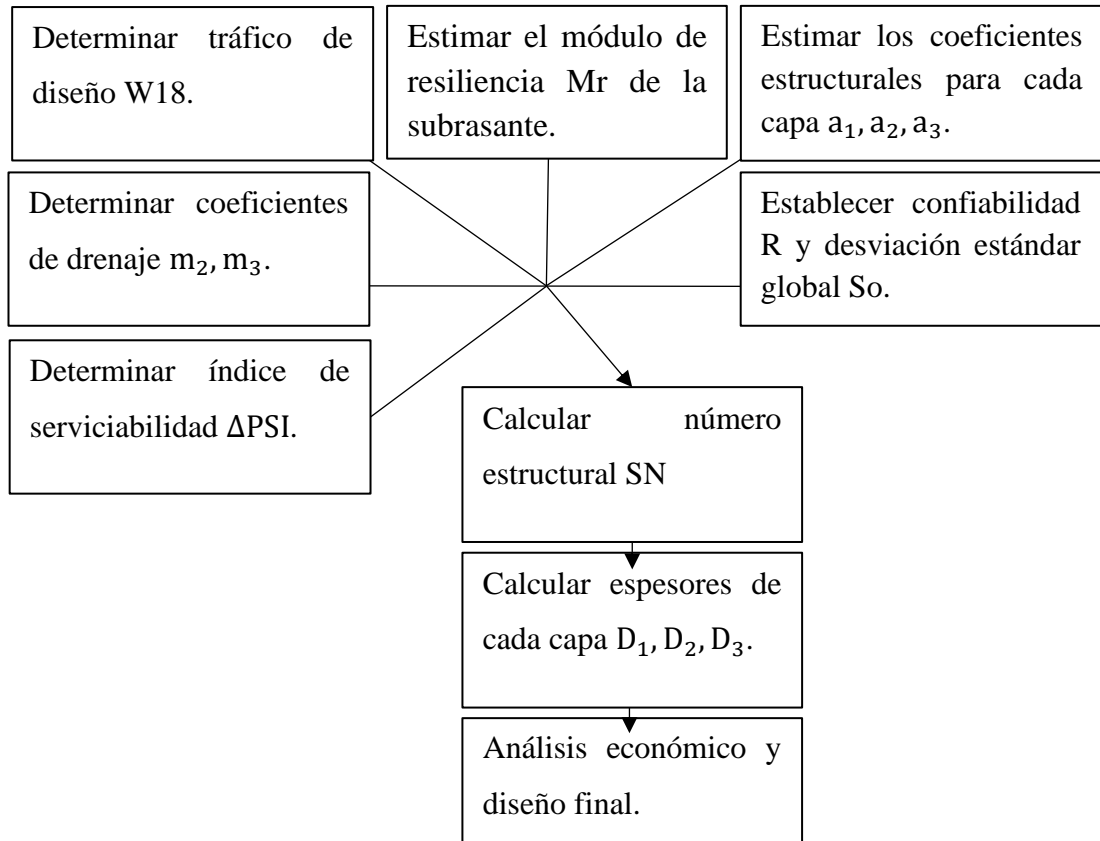 Determinar tráfico de
diseño W18.
Estimar el módulo de
resiliencia Mr de la
subrasante.
Estimar los coeficientes
estructurales para cada
capa a₁, a₂, a₃.
Determinar coeficientes
de drenaje m₂, m₃.
Establecer confiabilidad
R y desviación estándar
global So.
Determinar índice de
serviciabilidad ΔPSI.
Calcular número
estructural SN
Calcular espesores de
cada capa D₁, D₂, D₃.
Análisis económico y
diseño final.